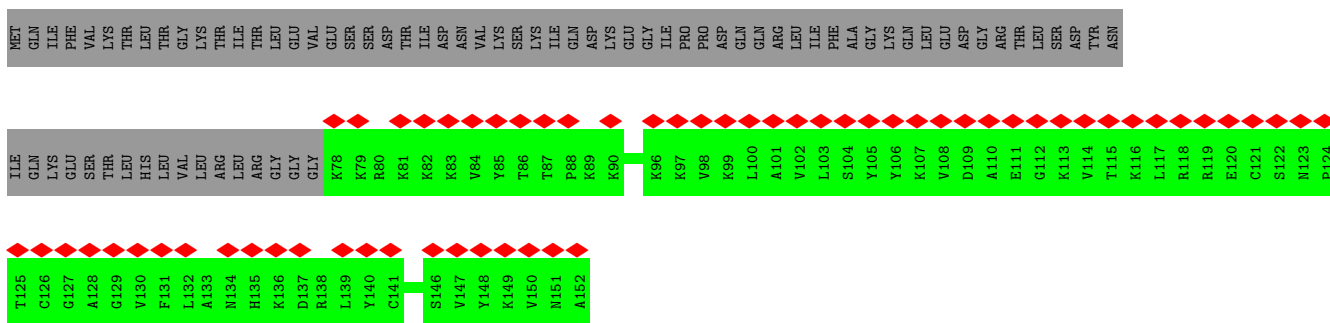 MET GLN ILE PHE VAL LYS THR LEU THR GLY LYS THR ILE THR LEU GLU VAL GLU SER SER ASP THR ILE ASP ASN VAL LYS SER LYS ILE GLN ASP LYS GLU GLY ILE PRO PRO ASP GLN GLN ARG LEU ILE PHE ALA GLY LYS GLN LEU GLU ASP GLY ARG THR LEU SER ASP TYR ASN
ILE GLN LYS GLU SER THR LEU HIS LEU VAL LEU ARG LEU ARG GLY GLY GLY K78 K79 R80 K81 K82 K83 V84 Y85 T86 T87 P88 K89 K90 K96 K97 V98 K99 L100 A101 V102 L103 S104 Y105 Y106 K107 V108 D109 A110 E111 G112 K113 V114 T115 K116 L117 R118 R119 E120 C121 S122 N123 P124
T125 C126 G127 A128 G129 V130 F131 L132 A133 N134 H135 K136 D137 R138 L139 Y140 C141 S146 V147 Y148 K149 V150 N151 A152